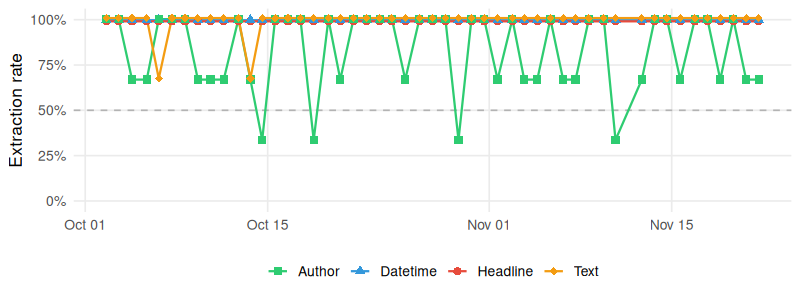 Extraction rate
100%
75%
50%
25%
0%
Oct 01 Oct 15 Nov 01 Nov 15
Author Datetime Headline Text